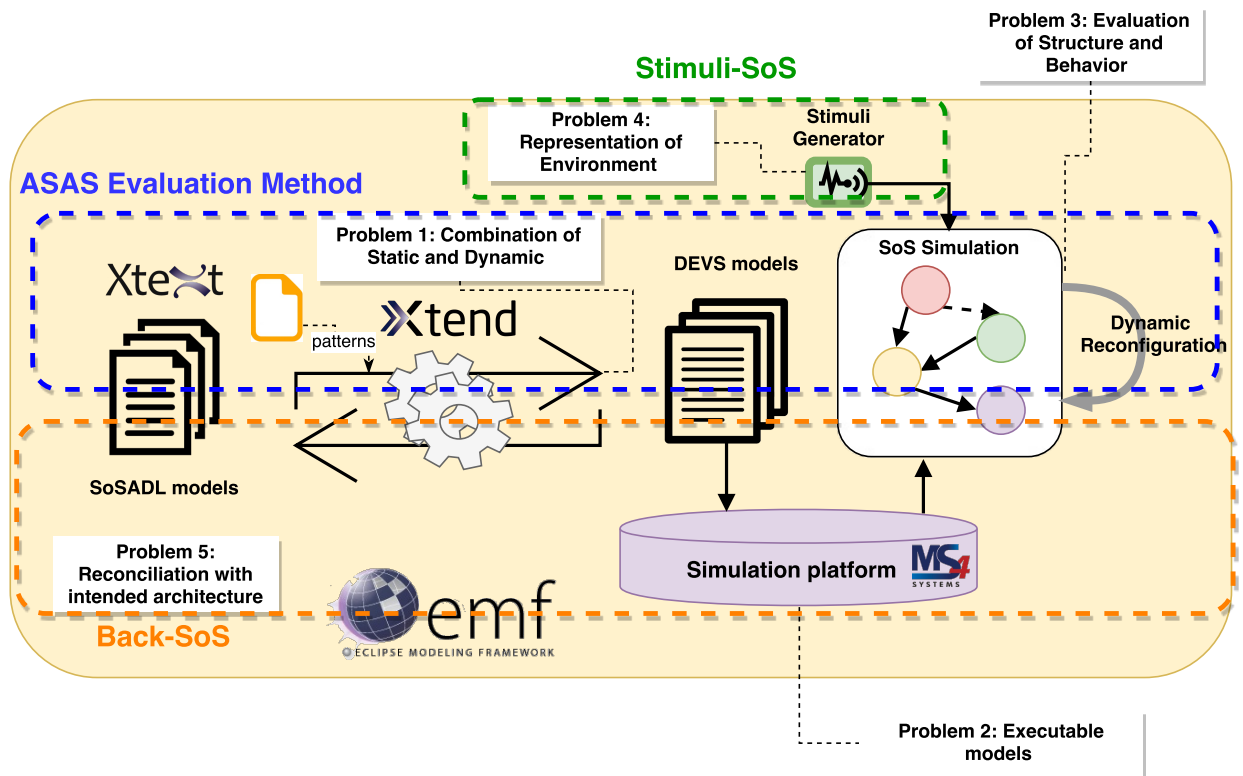 Problem 3: Evaluation
of Structure and
Behavior
Stimuli-SoS
Problem 4:
Representation of
Environment
Stimuli
Generator
ASAS Evaluation Method
Problem 1: Combination of
Static and Dynamic
SoS Simulation
DEVS models
Xtext
Xtend
patterns
Dynamic
Reconfiguration
SoSADL models
Problem 5:
Reconciliation with
intended architecture
Simulation platform
MS4
SYSTEMS
Back-SoS
emf
ECLIPSE MODELING FRAMEWORK
Problem 2: Executable
models